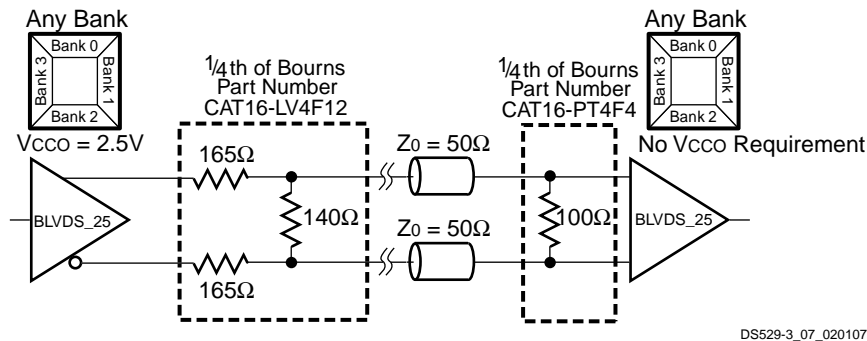 Any Bank
Bank 0
Bank 3
Bank 1
Bank 2
VCCO = 2.5V
1/4th of Bourns
Part Number
CAT16-LV4F12
1/4th of Bourns
Part Number
CAT16-PT4F4
Any Bank
Bank 0
Bank 3
Bank 1
Bank 2
No VCCO Requirement
BLVDS_25
165Ω
140Ω
165Ω
Z0 = 50Ω
Z0 = 50Ω
100Ω
BLVDS_25
DS529-3_07_020107